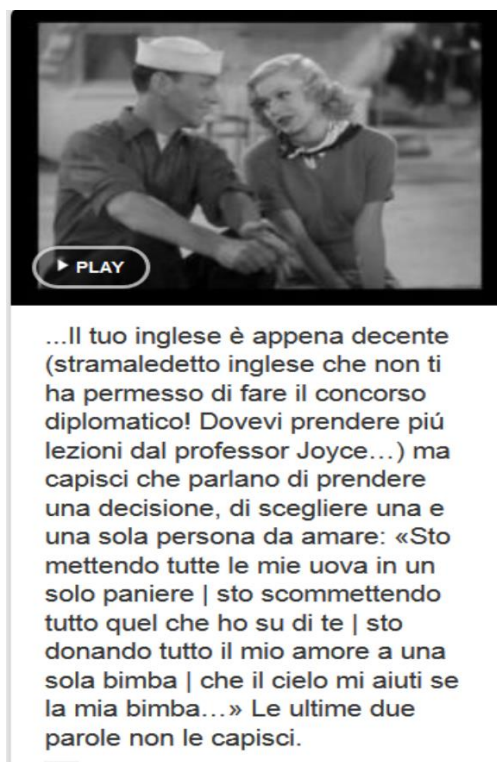 PLAY
...Il tuo inglese è appena decente
(stramaledetto inglese che non ti
ha permesso di fare il concorso
diplomatico! Dovevi prendere piú
lezioni dal professor Joyce...) ma
capisci che parlano di prendere
una decisione, di scegliere una e
una sola persona da amare: «Sto
mettendo tutte le mie uova in un
solo paniere | sto scommettendo
tutto quel che ho su di te | sto
donando tutto il mio amore a una
sola bimba | che il cielo mi aiuti se
la mia bimba...» Le ultime due
parole non le capisci.